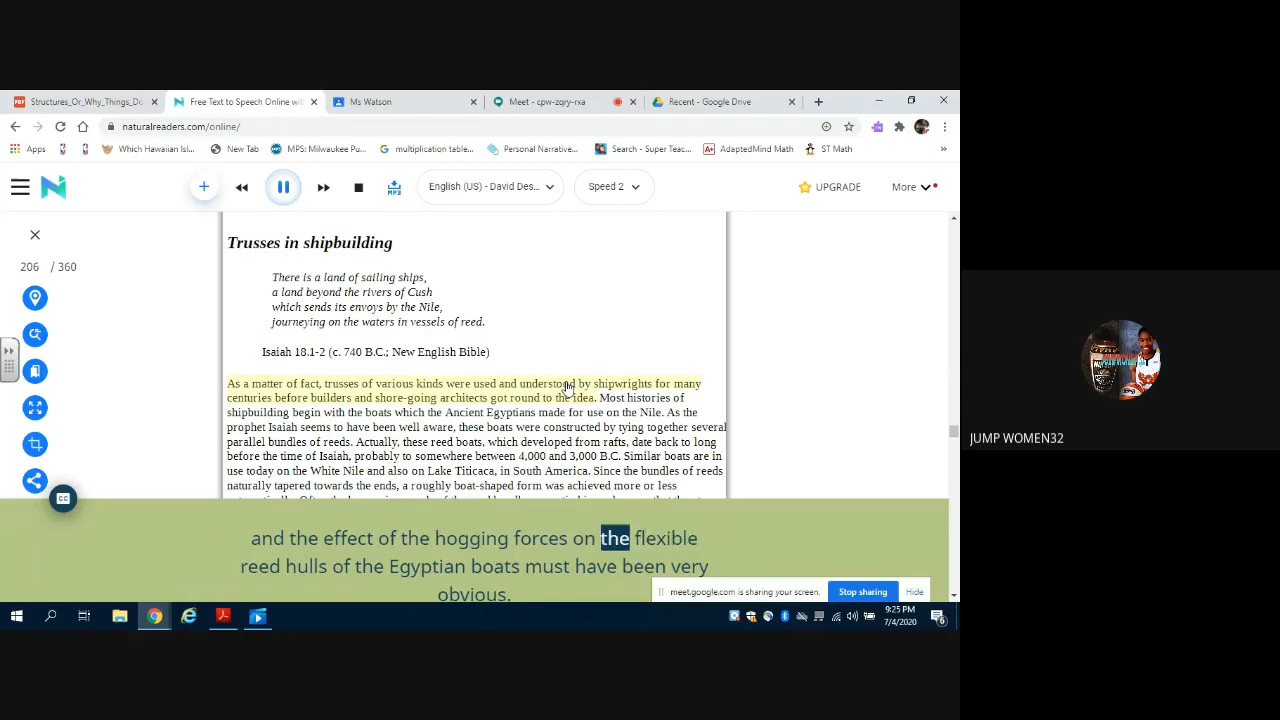 Structures_Or_Why_Things_Do
Free Text to Speech Online wit
Ms Watson
Meet - cpw-zqry-rxa
Recent - Google Drive
naturalreaders.com/online/
Apps
Which Hawaiian Isl...
New Tab
MPS: Milwaukee Pu...
multiplication table...
Personal Narrative...
Search - Super Teac...
AdaptedMind Math
ST Math
MP3
English (US) - David Des...
Speed 2
UPGRADE
More
206 / 360
Trusses in shipbuilding
There is a land of sailing ships,
a land beyond the rivers of Cush
which sends its envoys by the Nile,
journeying on the waters in vessels of reed.
Isaiah 18.1-2 (c. 740 B.C.; New English Bible)
As a matter of fact, trusses of various kinds were used and understood by shipwrights for many
centuries before builders and shore-going architects got round to the idea. Most histories of
shipbuilding begin with the boats which the Ancient Egyptians made for use on the Nile. As the
prophet Isaiah seems to have been well aware, these boats were constructed by tying together several
parallel bundles of reeds. Actually, these reed boats, which developed from rafts, date back to long
before the time of Isaiah, probably to somewhere between 4,000 and 3,000 B.C. Similar boats are in
use today on the White Nile and also on Lake Titicaca, in South America. Since the bundles of reeds
naturally tapered towards the ends, a roughly boat-shaped form was achieved more or less
CC
and the effect of the hogging forces on the flexible
reed hulls of the Egyptian boats must have been very
obvious.
meet.google.com is sharing your screen.
Stop sharing
Hide
9:25 PM
7/4/2020
6
JUMP WOMEN32